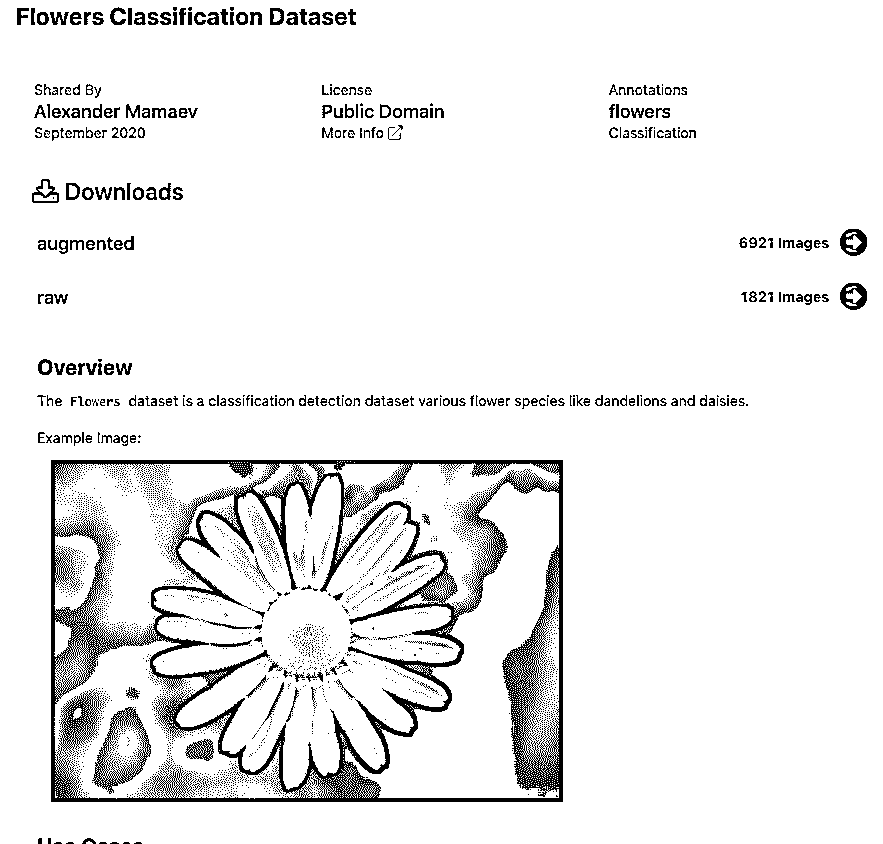 Flowers Classification Dataset
Shared By
Alexander Mamaev
September 2020
License
Public Domain
More Info
Annotations
flowers
Classification
Downloads
augmented
6921 Images
raw
1821 Images
Overview
The Flowers dataset is a classification detection dataset various flower species like dandelions and daisies.
Example Image:
Use Cases